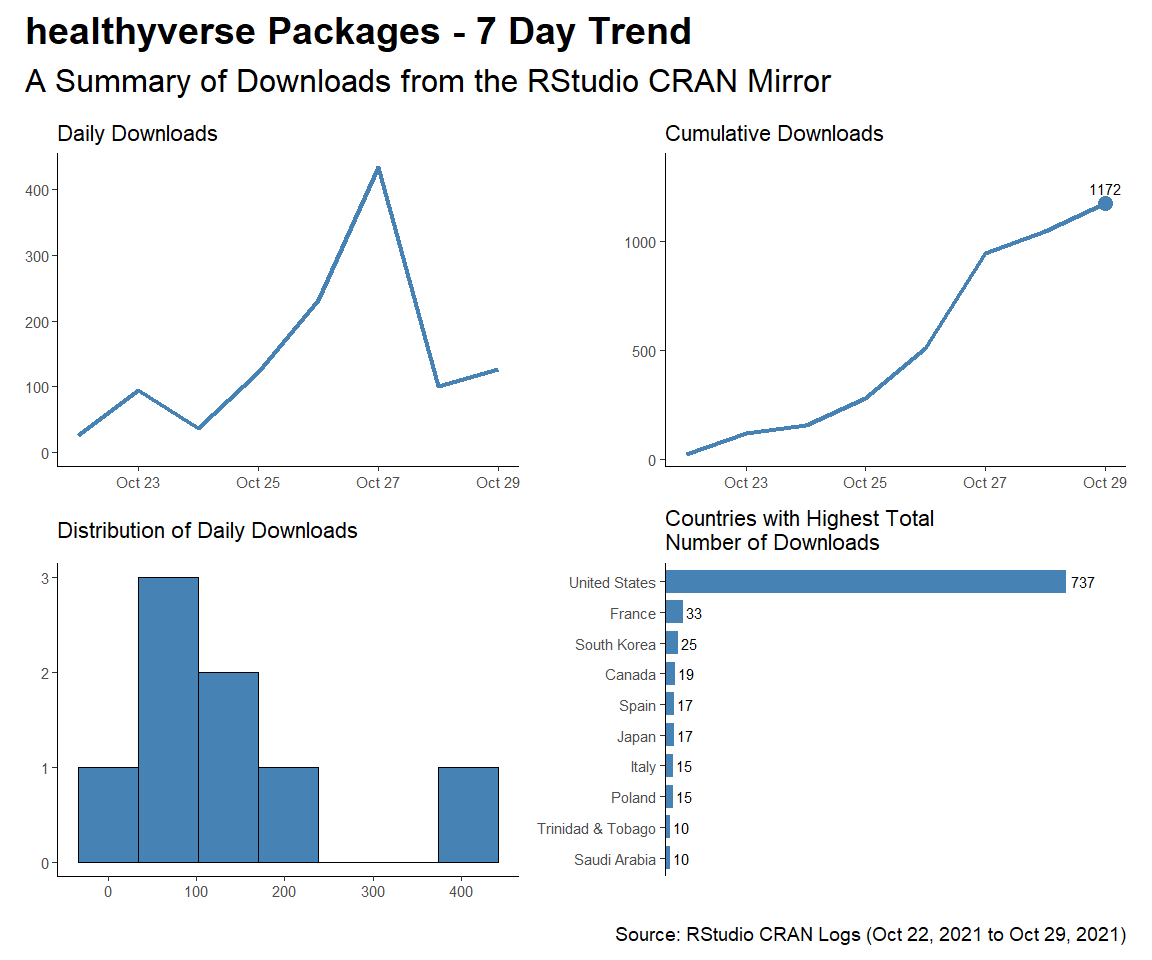 healthyverse Packages - 7 Day Trend
A Summary of Downloads from the RStudio CRAN Mirror
Daily Downloads
400
300
200
100
0
Oct 23 Oct 25 Oct 27 Oct 29
Cumulative Downloads
1172
1000
500
0
Oct 23 Oct 25 Oct 27 Oct 29
Distribution of Daily Downloads
3
2
1
0
0 100 200 300 400
Countries with Highest Total
Number of Downloads
United States 737
France 33
South Korea 25
Canada 19
Spain 17
Japan 17
Italy 15
Poland 15
Trinidad & Tobago 10
Saudi Arabia 10
Source: RStudio CRAN Logs (Oct 22, 2021 to Oct 29, 2021)